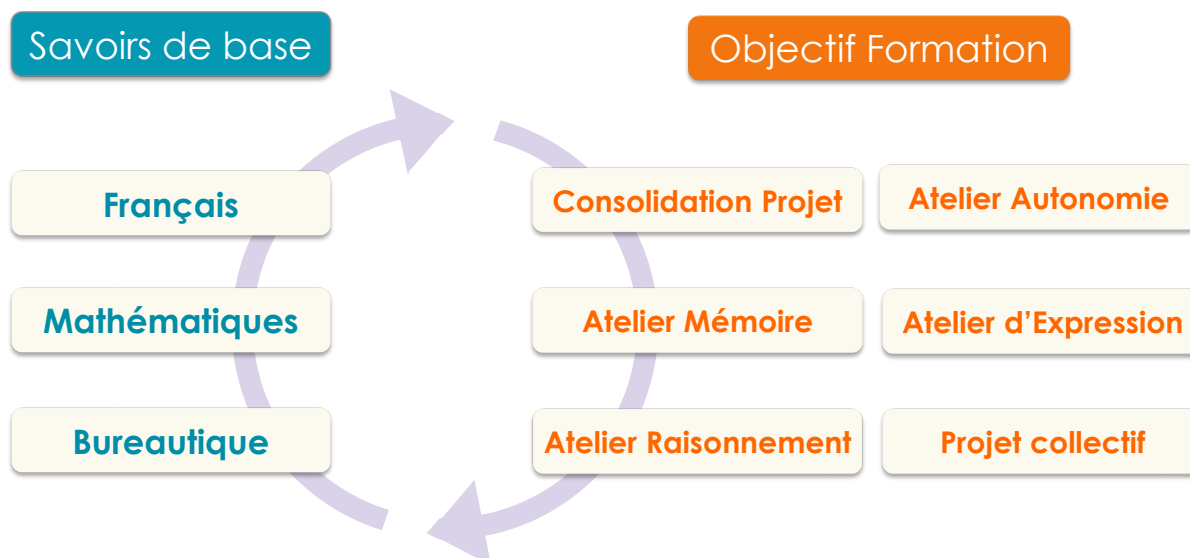 Savoirs de base
Objectif Formation
Français
Consolidation Projet
Atelier Autonomie
Mathématiques
Atelier Mémoire
Atelier d’Expression
Bureautique
Atelier Raisonnement
Projet collectif